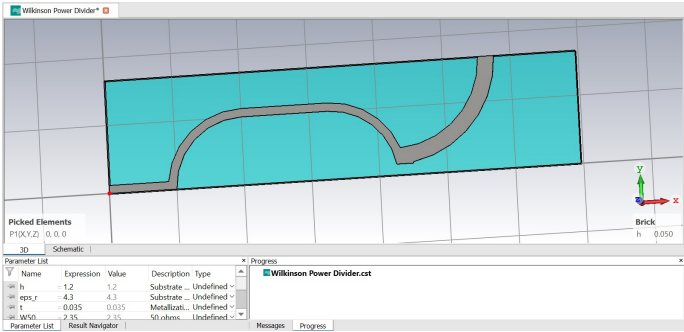 Wilkinson Power Divider*
y
x
Picked Elements
P1(X,Y,Z) 0, 0, 0
Brick
h 0.050
3D Schematic
Parameter List × Progress ×
Name Expression Value Description Type
h = 1.2 1.2 Substrate ... Undefined
eps_r = 4.3 4.3 Substrate ... Undefined
t = 0.035 0.035 Metallizati... Undefined
W50 = 2.35 2.35 50 ohms Undefined
Wilkinson Power Divider.cst
Parameter List Result Navigator Messages Progress